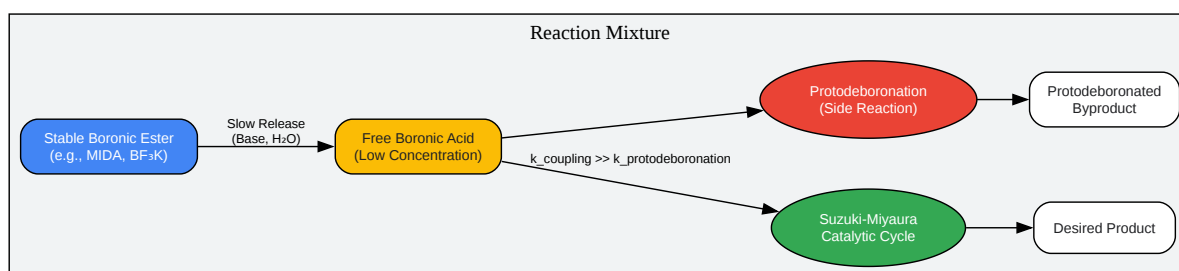 Reaction Mixture
Stable Boronic Ester
(e.g., MIDA, BF₃K)
Slow Release
(Base, H₂O)
Free Boronic Acid
(Low Concentration)
k_coupling >> k_protodeboronation
Protodeboronation
(Side Reaction)
Protodeboronated
Byproduct
Suzuki-Miyaura
Catalytic Cycle
Desired Product